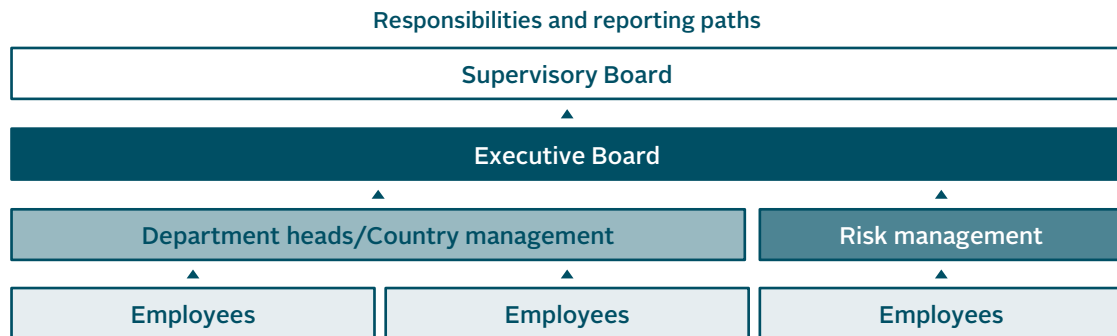 Responsibilities and reporting paths
Supervisory Board
Executive Board
Department heads/Country management
Risk management
Employees
Employees
Employees